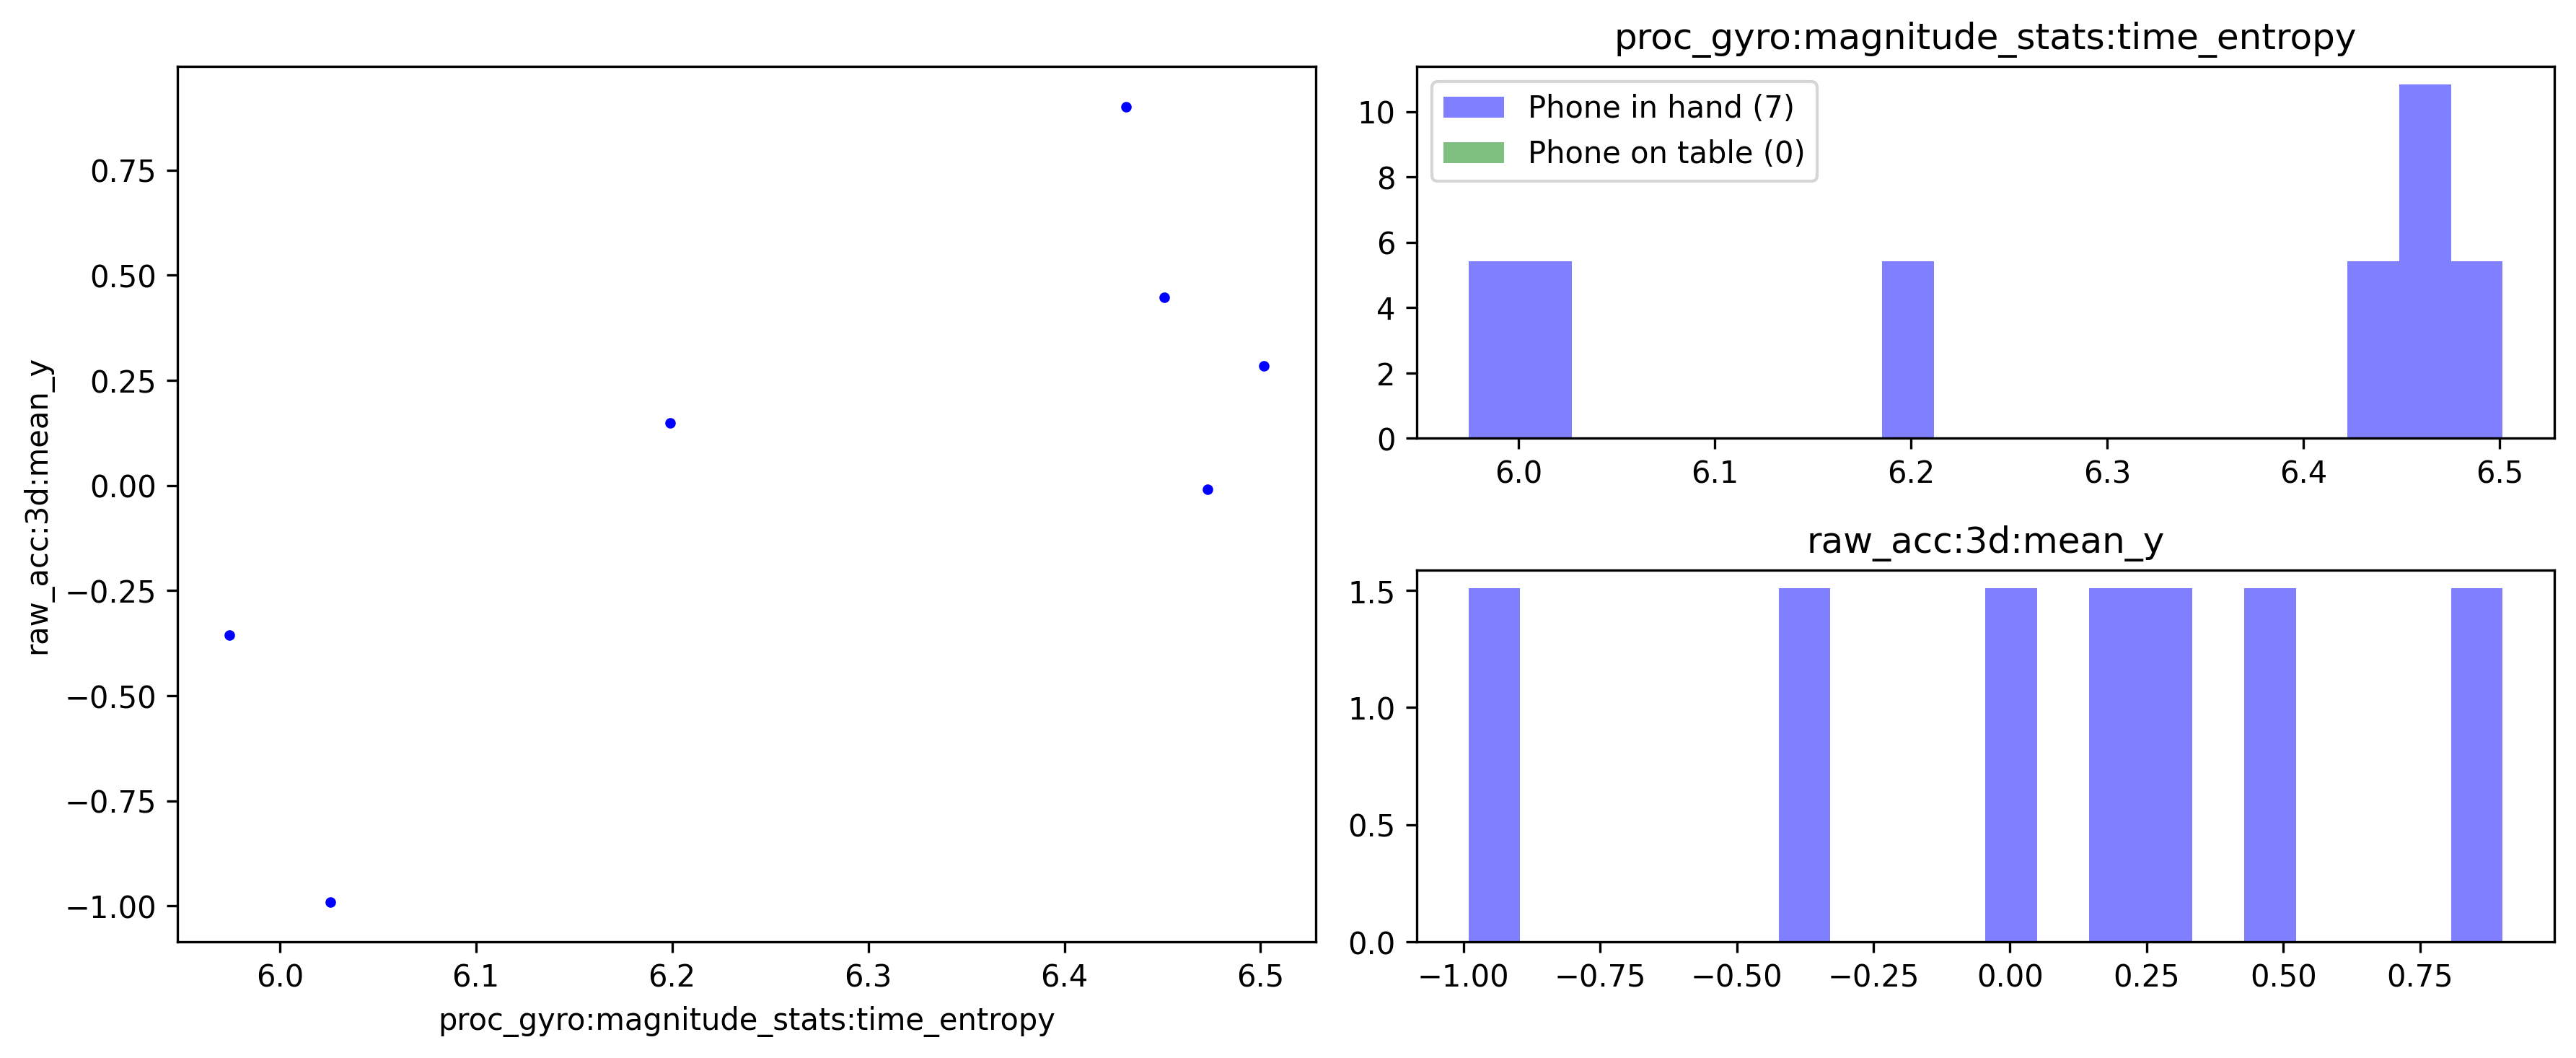 0.75
0.50
0.25
0.00
−0.25
−0.50
−0.75
−1.00
raw_acc:3d:mean_y
6.0 6.1 6.2 6.3 6.4 6.5
proc_gyro:magnitude_stats:time_entropy
proc_gyro:magnitude_stats:time_entropy
Phone in hand (7)
Phone on table (0)
10
8
6
4
2
0
6.0 6.1 6.2 6.3 6.4 6.5
raw_acc:3d:mean_y
1.5
1.0
0.5
0.0
−1.00 −0.75 −0.50 −0.25 0.00 0.25 0.50 0.75